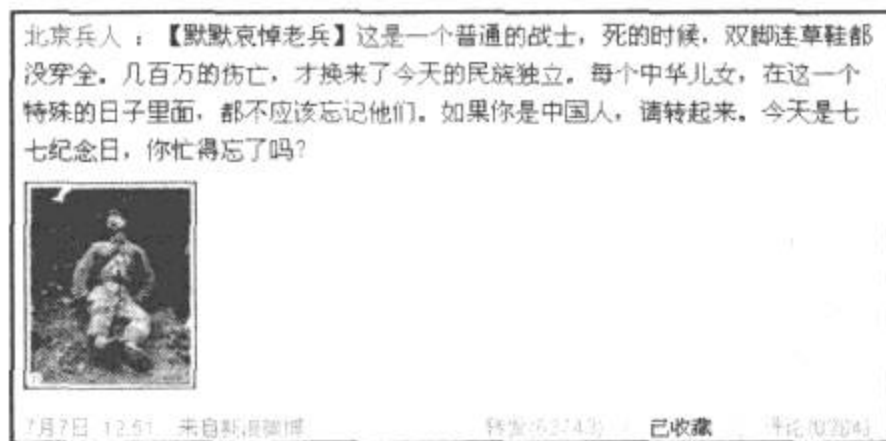 北京兵人：【默默哀悼老兵】这是一个普通的战士，死的时候，双脚连草鞋都
没穿全。几百万的伤亡，才换来了今天的民族独立。每个中华儿女，在这一个
特殊的日子里面，都不应该忘记他们。如果你是中国人，请转起来。今天是七
七纪念日，你忙得忘了吗？
7月7日 12:51 来自新浪微博 已收藏